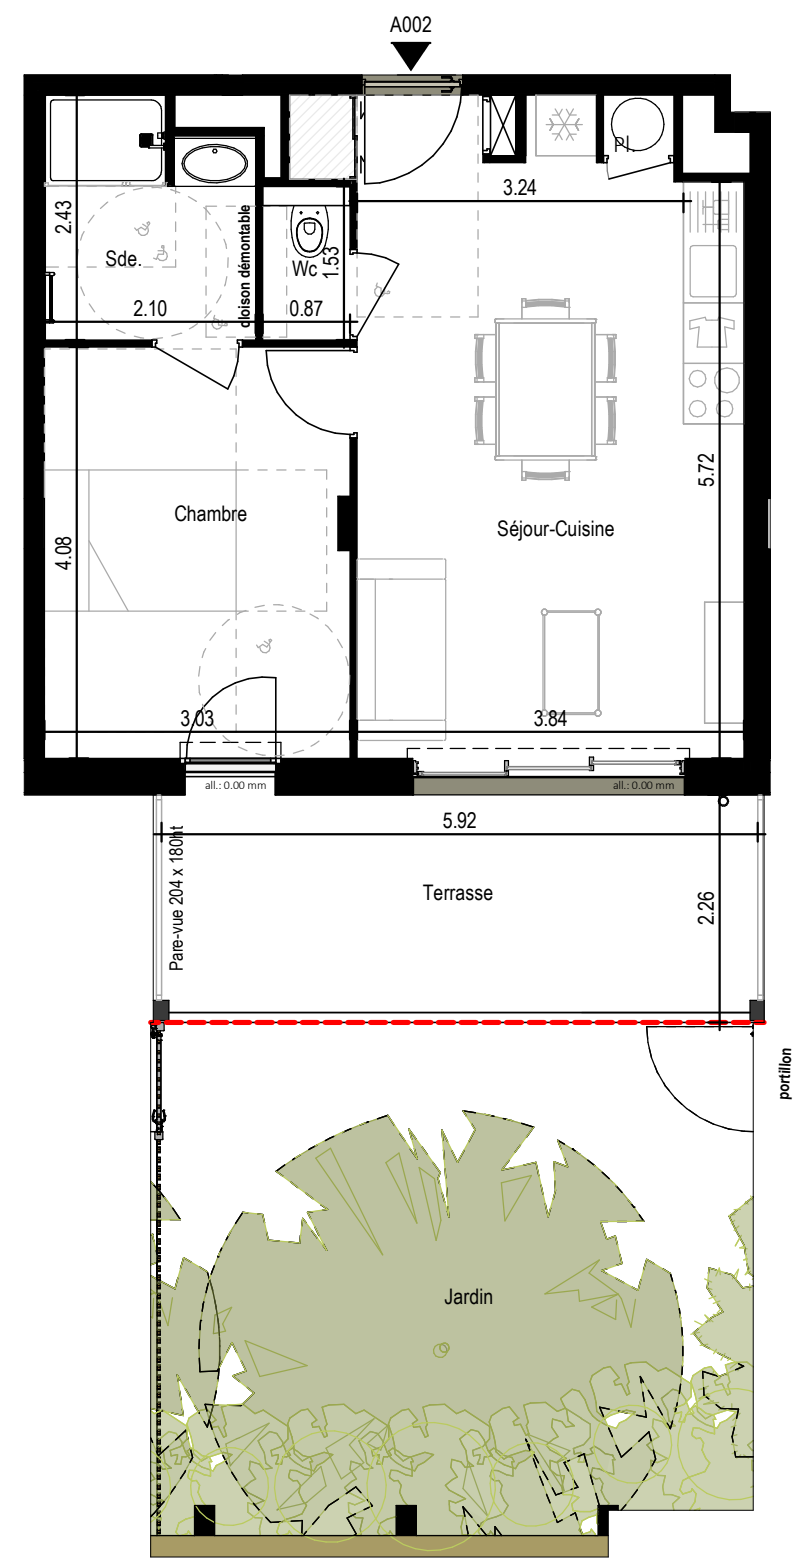 A002
Pl.
3.24
2.43
Sde.
cloison démontable
Wc
1.53
2.10
0.87
5.72
Chambre
Séjour-Cuisine
4.08
3.03
3.84
all.: 0.00 mm
all.: 0.00 mm
5.92
Pare-vue 204 x 180ht
Terrasse
2.26
portillon
Jardin